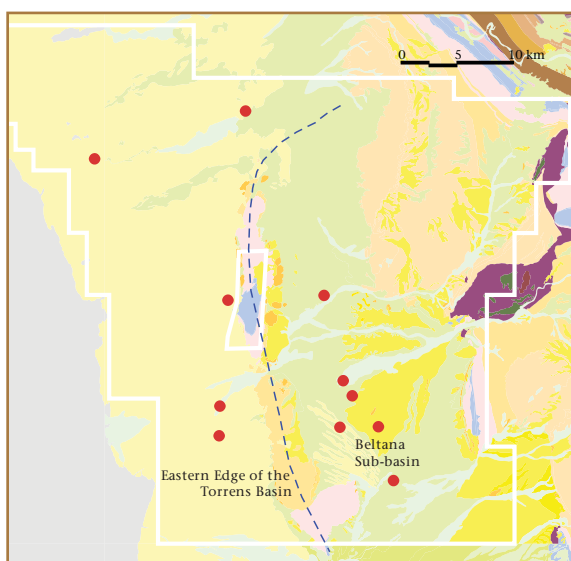 0 5 10 km
Beltana
Sub-basin
Eastern Edge of the
Torrens Basin